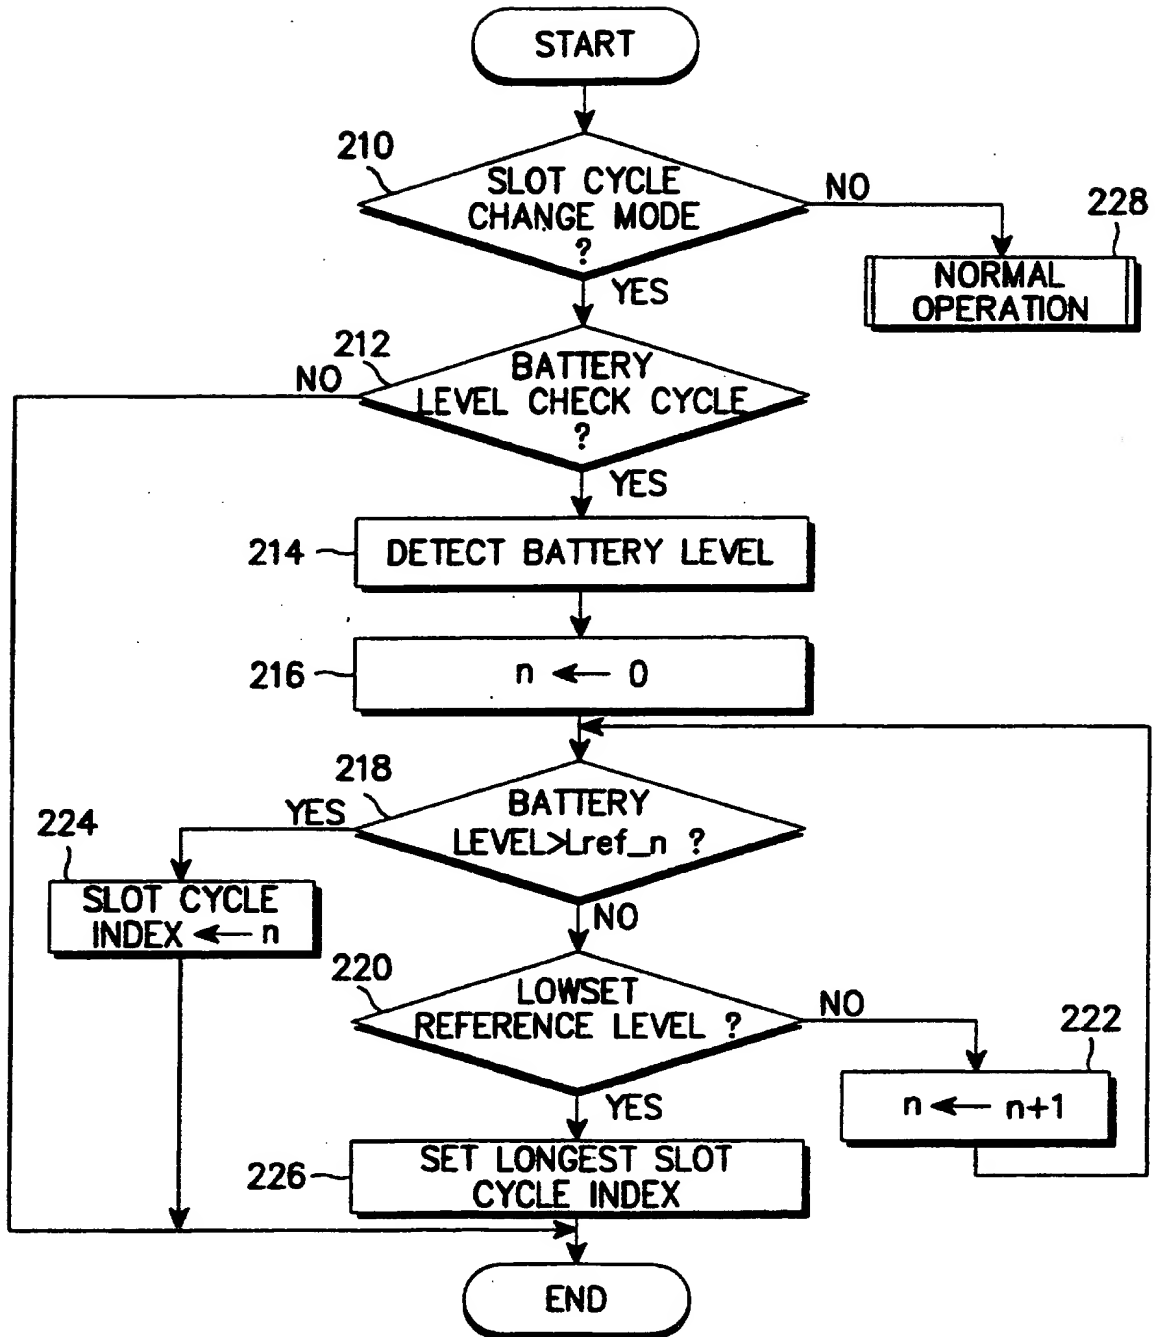 START
210
SLOT CYCLE
CHANGE MODE
?
NO
YES
228
NORMAL
OPERATION
212
NO
BATTERY
LEVEL CHECK CYCLE
?
YES
214
DETECT BATTERY LEVEL
216
n ← 0
218
YES
BATTERY
LEVEL>Lref_n ?
NO
224
SLOT CYCLE
INDEX ← n
220
LOWSET
REFERENCE LEVEL ?
NO
YES
222
n ← n+1
226
SET LONGEST SLOT
CYCLE INDEX
END